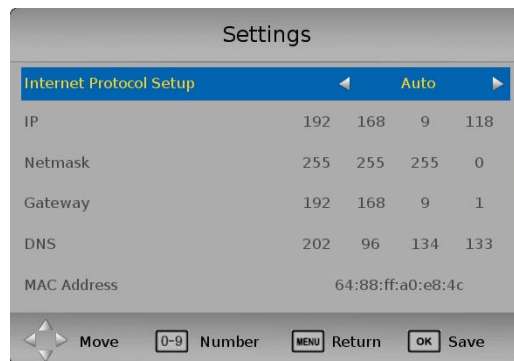 Settings
Internet Protocol Setup Auto
IP 192 168 9 118
Netmask 255 255 255 0
Gateway 192 168 9 1
DNS 202 96 134 133
MAC Address 64:88:ff:a0:e8:4c
Move 0-9 Number MENU Return OK Save